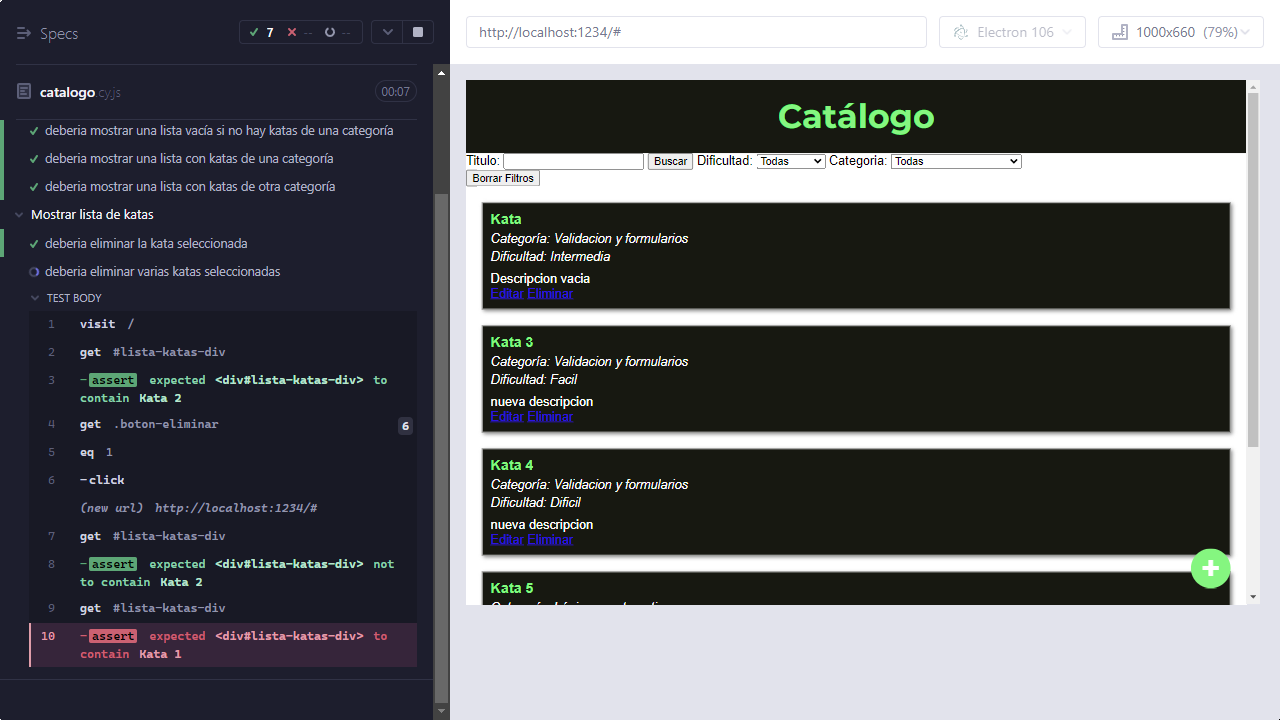 Specs
7
--
--
catalogo.cy.js
00:07
deberia mostrar una lista vacía si no hay katas de una categoría
deberia mostrar una lista con katas de una categoría
deberia mostrar una lista con katas de otra categoría
Mostrar lista de katas
deberia eliminar la kata seleccionada
deberia eliminar varias katas seleccionadas
TEST BODY
1 visit /
2 get #lista-katas-div
3 -assert expected <div#lista-katas-div> to
contain Kata 2
4 get .boton-eliminar 6
5 eq 1
6 -click
(new url) http://localhost:1234/#
7 get #lista-katas-div
8 -assert expected <div#lista-katas-div> not
to contain Kata 2
9 get #lista-katas-div
10 -assert expected <div#lista-katas-div> to
contain Kata 1
http://localhost:1234/#
Electron 106
1000x660 (79%)
Catálogo
Titulo: Buscar Dificultad: Todas Categoria: Todas
Borrar Filtros
Kata
Categoría: Validacion y formularios
Dificultad: Intermedia
Descripcion vacia
Editar Eliminar
Kata 3
Categoría: Validacion y formularios
Dificultad: Facil
nueva descripcion
Editar Eliminar
Kata 4
Categoría: Validacion y formularios
Dificultad: Dificil
nueva descripcion
Editar Eliminar
Kata 5